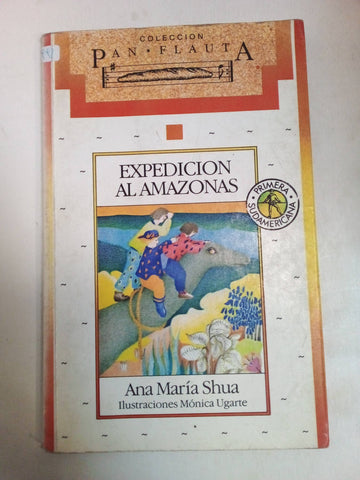 COLECCION
PAN • FLAUTA
EXPEDICION
AL AMAZONAS
• PRIMERA •
SUDAMERICANA
Ana María Shua
Ilustraciones Mónica Ugarte